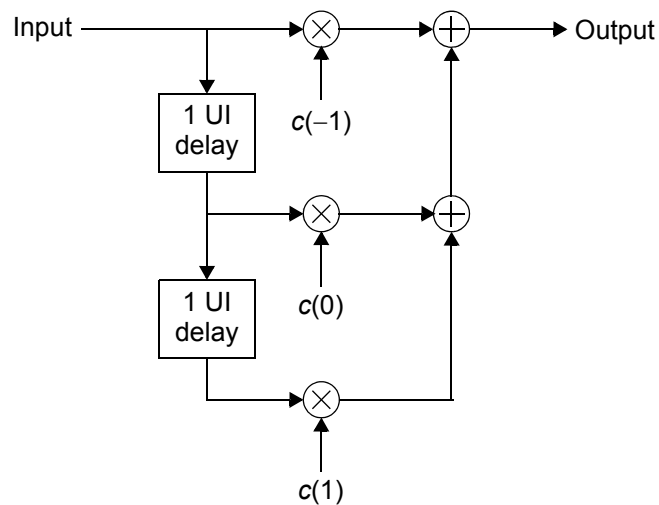 Input
Output
1 UI
delay
c(−1)
1 UI
delay
c(0)
c(1)